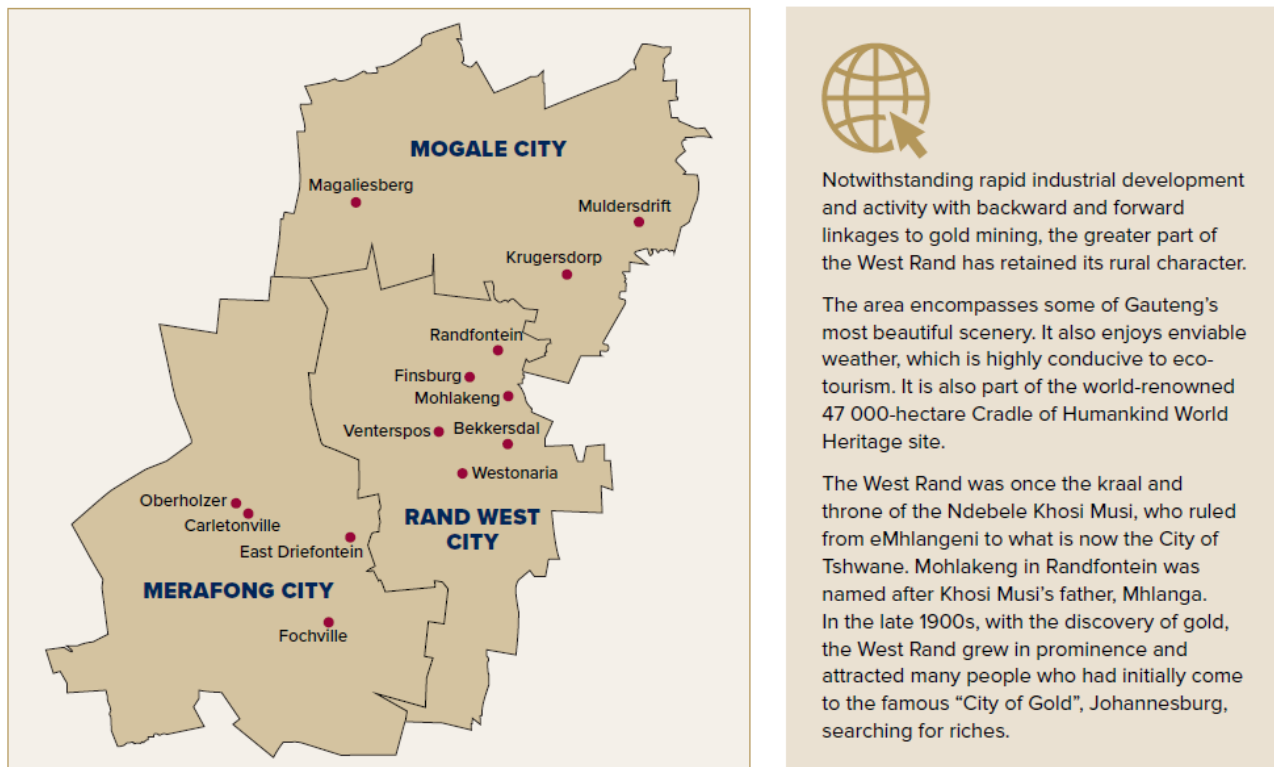 MOGALE CITY
Magaliesberg
Muldersdrift
Krugersdorp
Randfontein
Finsburg
Mohlakeng
Venterspos
Bekkersdal
Westonaria
RAND WEST
CITY
Oberholzer
Carletonville
East Driefontein
MERAFONG CITY
Fochville
Notwithstanding rapid industrial development
and activity with backward and forward
linkages to gold mining, the greater part of
the West Rand has retained its rural character.
The area encompasses some of Gauteng’s
most beautiful scenery. It also enjoys enviable
weather, which is highly conducive to eco-
tourism. It is also part of the world-renowned
47 000-hectare Cradle of Humankind World
Heritage site.
The West Rand was once the kraal and
throne of the Ndebele Khosi Musi, who ruled
from eMhlangeni to what is now the City of
Tshwane. Mohlakeng in Randfontein was
named after Khosi Musi’s father, Mhlanga.
In the late 1900s, with the discovery of gold,
the West Rand grew in prominence and
attracted many people who had initially come
to the famous “City of Gold”, Johannesburg,
searching for riches.